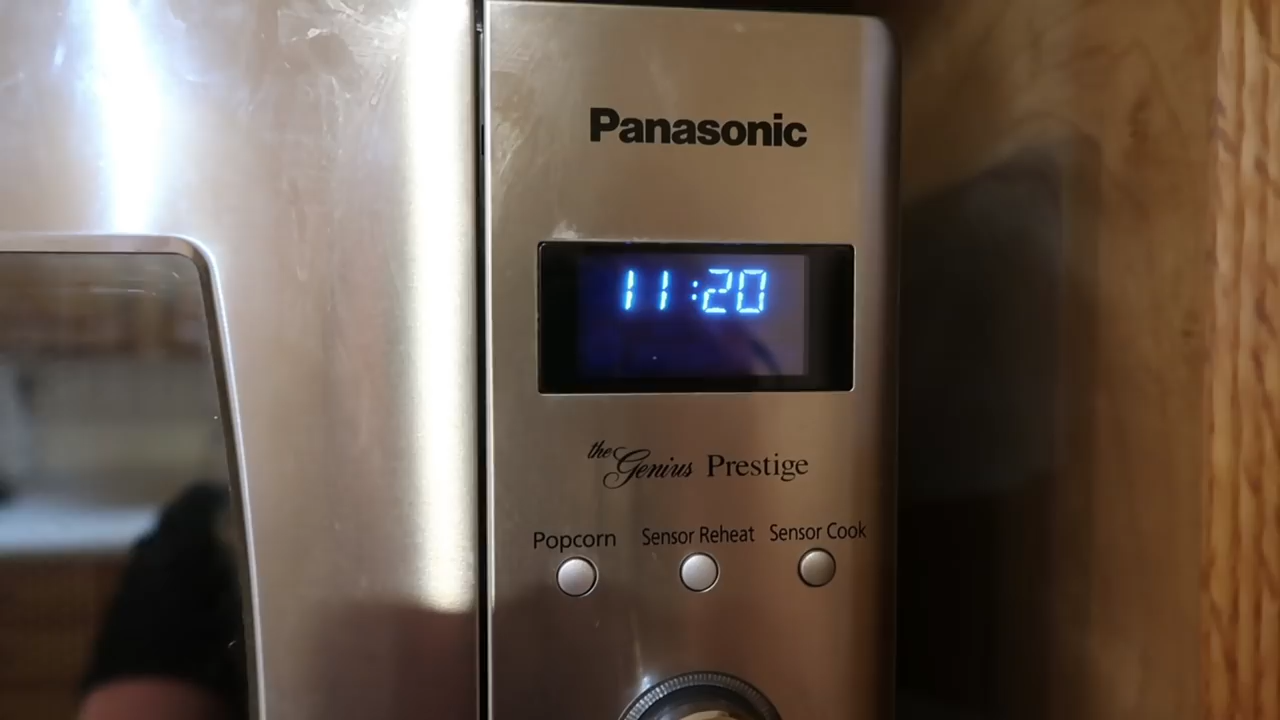 Panasonic
11:20
the Genius Prestige
Popcorn Sensor Reheat Sensor Cook